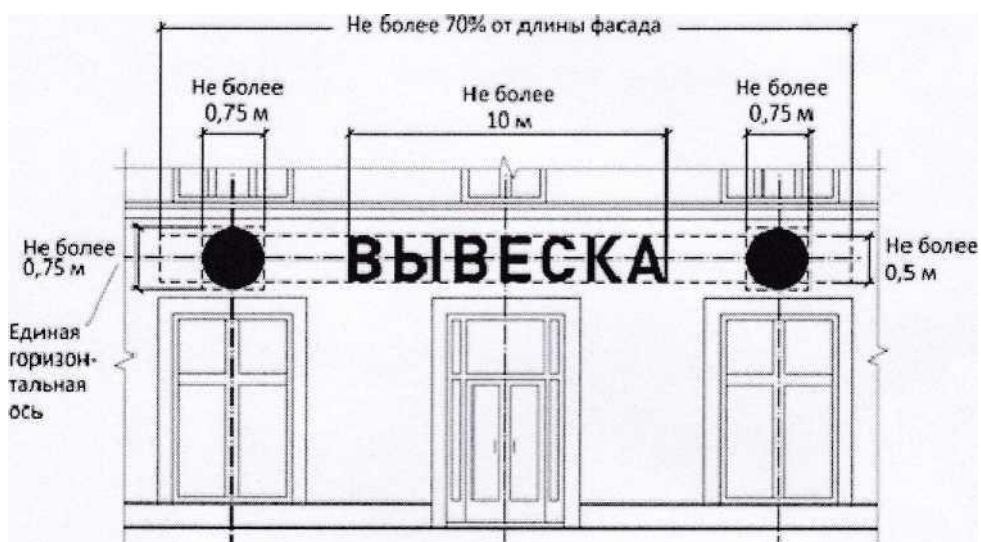 Не более 70% от длины фасада
Не более
0,75 м
Не более
10 м
Не более
0,75 м
Не более
0,75 м
ВЫВЕСКА
Не более
0,5 м
Единая
горизон-
тальная
ось